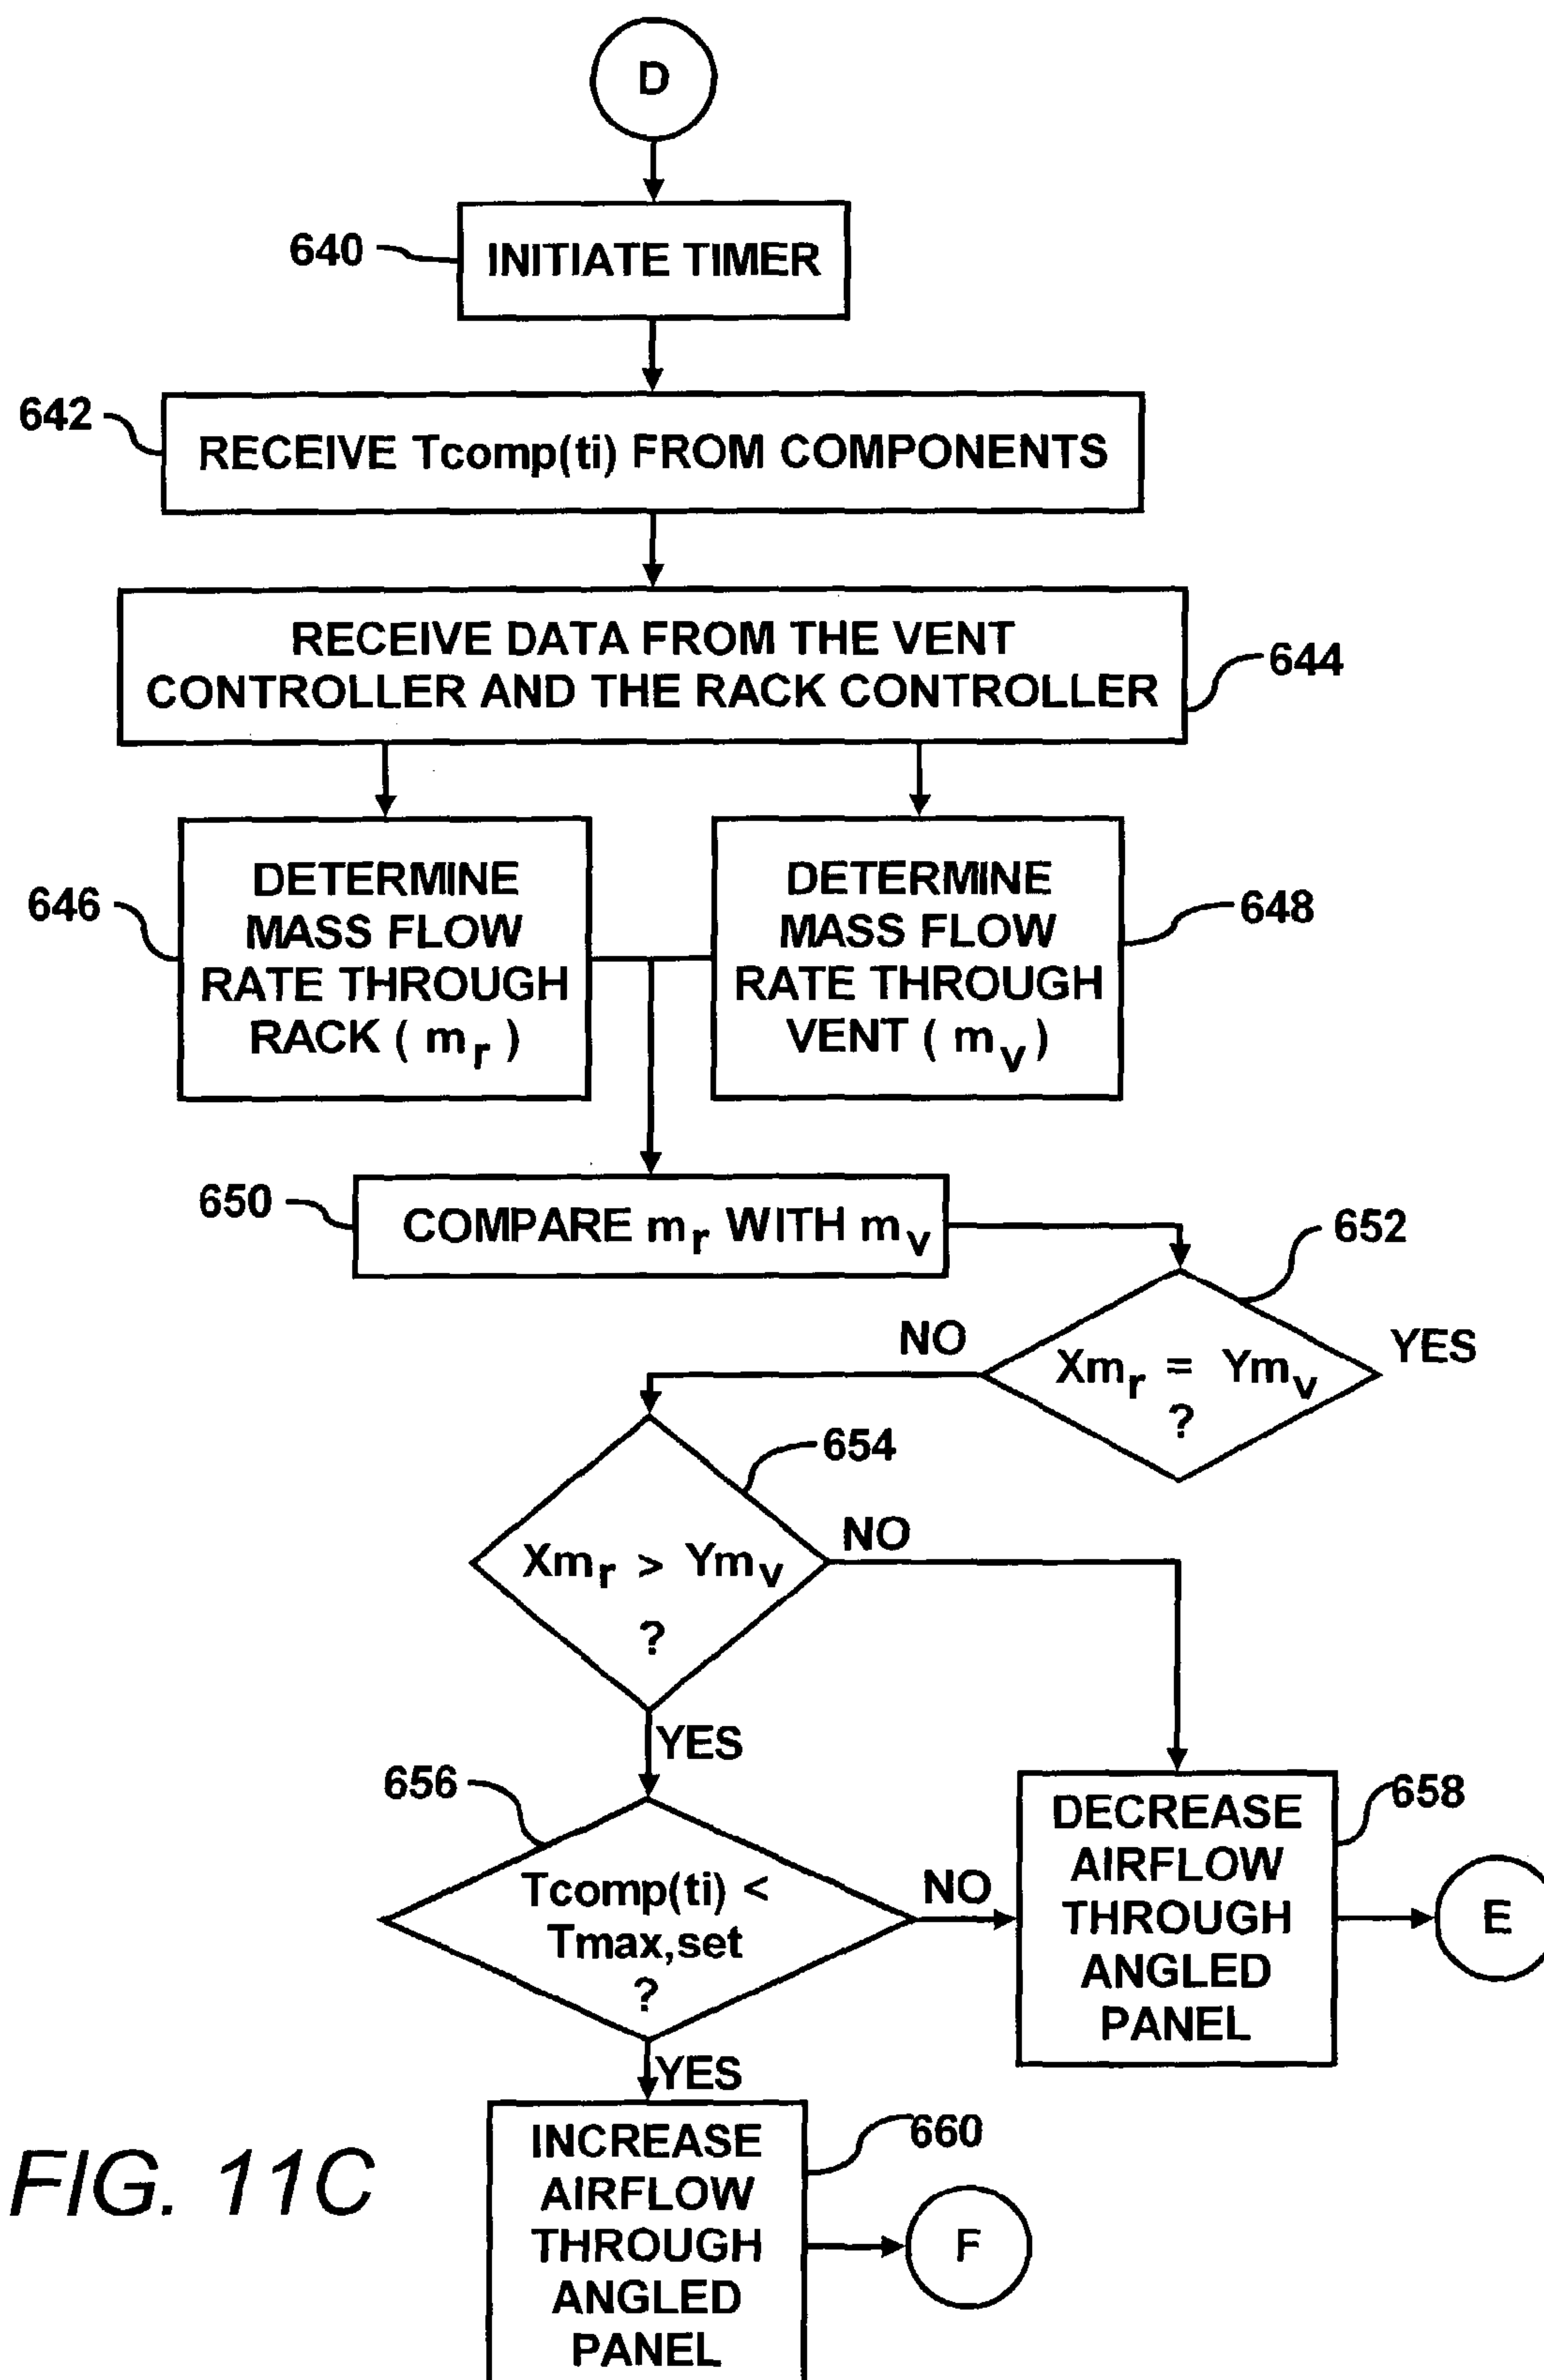 D
640
INITIATE TIMER
642
RECEIVE Tcomp(ti) FROM COMPONENTS
RECEIVE DATA FROM THE VENT
CONTROLLER AND THE RACK CONTROLLER
644
646
DETERMINE
MASS FLOW
RATE THROUGH
RACK ( mr )
DETERMINE
MASS FLOW
RATE THROUGH
VENT ( mv )
648
650
COMPARE mr WITH mv
652
NO
YES
Xmr = Ymv
?
654
NO
Xmr > Ymv
?
YES
656
Tcomp(ti) <
Tmax,set
?
NO
YES
DECREASE
AIRFLOW
THROUGH
ANGLED
PANEL
658
E
INCREASE
AIRFLOW
THROUGH
ANGLED
PANEL
660
F
FIG. 11C